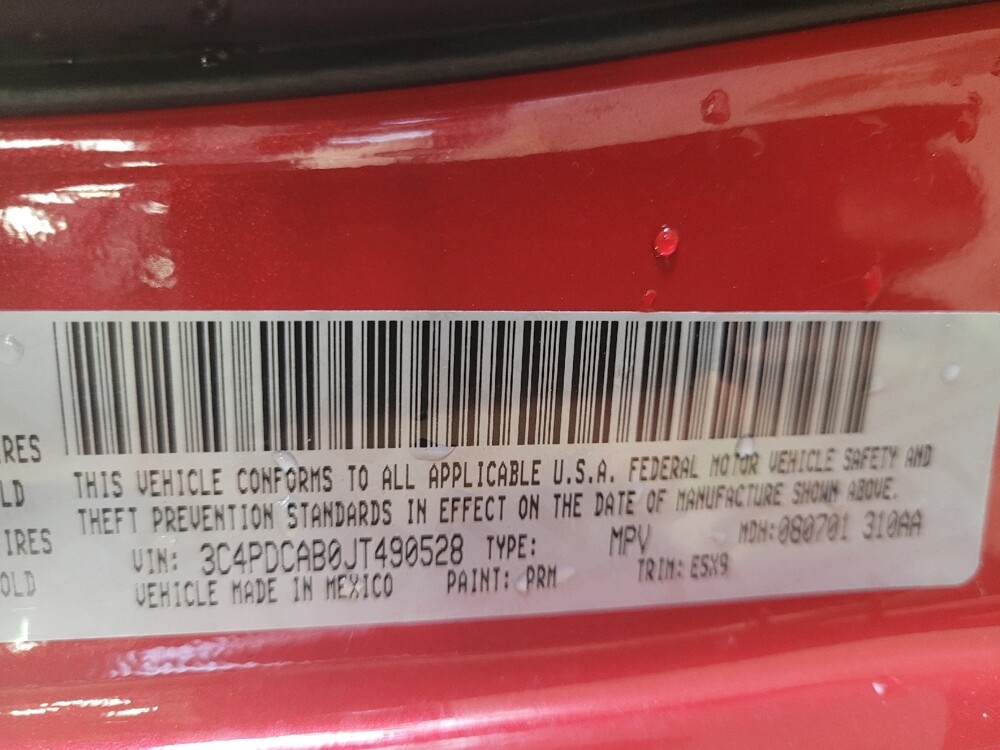 IRES
OLD
IRES
OLD
THIS VEHICLE CONFORMS TO ALL APPLICABLE U.S.A. FEDERAL MOTOR VEHICLE SAFETY AND
THEFT PREVENTION STANDARDS IN EFFECT ON THE DATE OF MANUFACTURE SHOWN ABOVE.
VIN: 3C4PDCAB0JT490528 TYPE: MPV MDH:080701 310AA
VEHICLE MADE IN MEXICO PAINT: PRM TRIM: ESX9